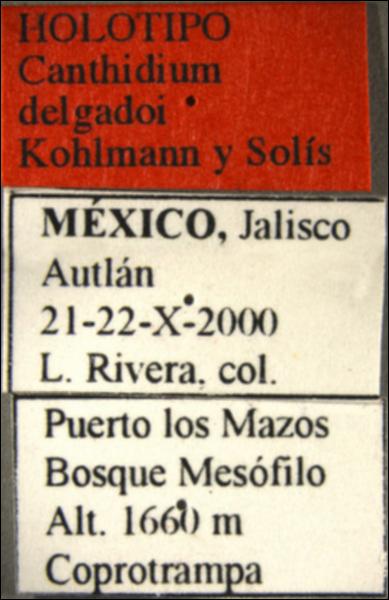 HOLOTIPO
Canthidium
delgadoi
Kohlmann y Solís
MÉXICO, Jalisco
Autlán
21-22-X-2000
L. Rivera, col.
Puerto los Mazos
Bosque Mesófilo
Alt. 1660 m
Coprotrampa